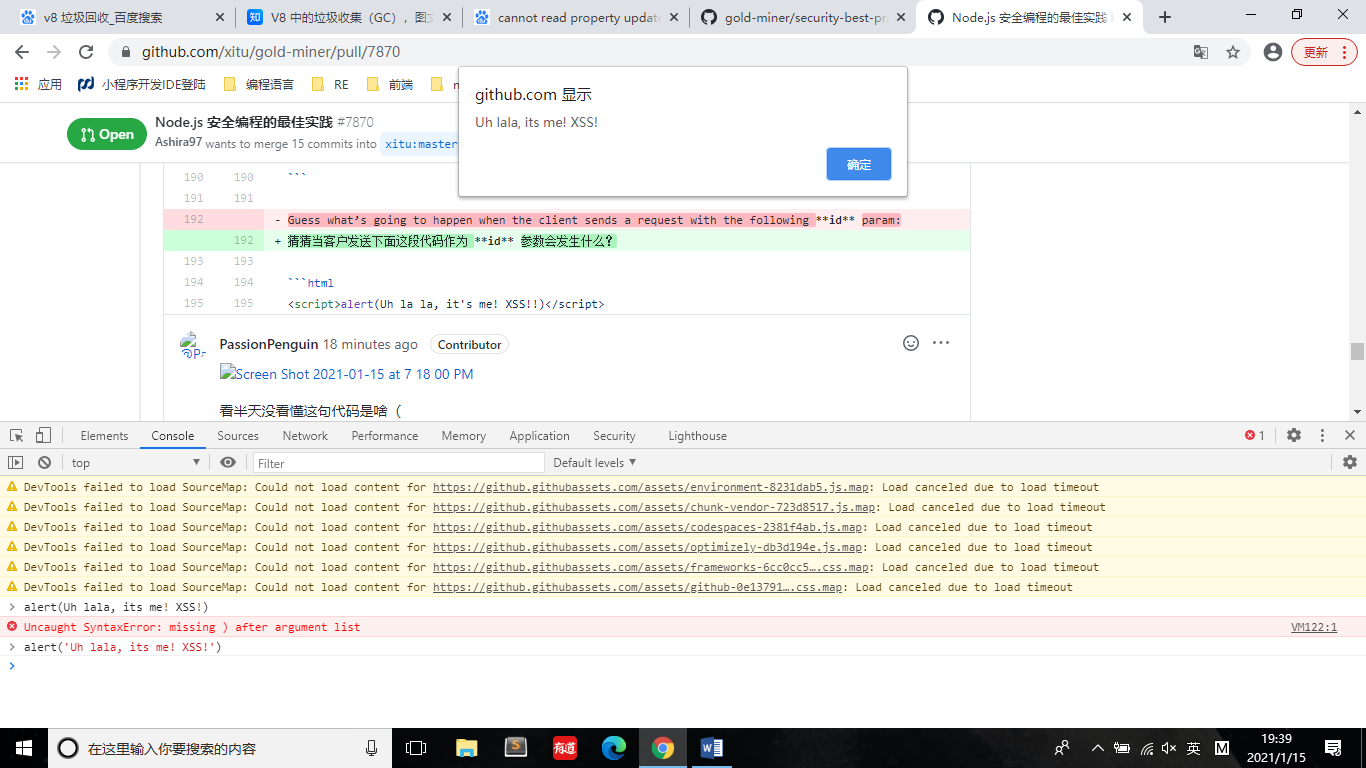 v8 垃圾回收_百度搜索
V8 中的垃圾收集（GC），图文
cannot read property update
gold-miner/security-best-pra
Node.js 安全编程的最佳实践
github.com/xitu/gold-miner/pull/7870
更新
应用
小程序开发IDE登陆
编程语言
RE
前端
github.com 显示
Uh lala, its me! XSS!
确定
Open
Node.js 安全编程的最佳实践 #7870
Ashira97 wants to merge 15 commits into xitu:master
190 190 ```
191 191
192 - Guess what’s going to happen when the client sends a request with the following **id** param:
192 + 猜猜当客户发送下面这段代码作为 **id** 参数会发生什么？
193 193
194 194 ```html
195 195 <script>alert(Uh la la, it's me! XSS!!)</script>
PassionPenguin 18 minutes ago Contributor
Screen Shot 2021-01-15 at 7 18 00 PM
看半天没看懂这句代码是啥（
Elements Console Sources Network Performance Memory Application Security Lighthouse 1
top Filter Default levels
DevTools failed to load SourceMap: Could not load content for https://github.githubassets.com/assets/environment-8231dab5.js.map: Load canceled due to load timeout
DevTools failed to load SourceMap: Could not load content for https://github.githubassets.com/assets/chunk-vendor-723d8517.js.map: Load canceled due to load timeout
DevTools failed to load SourceMap: Could not load content for https://github.githubassets.com/assets/codespaces-2381f4ab.js.map: Load canceled due to load timeout
DevTools failed to load SourceMap: Could not load content for https://github.githubassets.com/assets/optimizely-db3d194e.js.map: Load canceled due to load timeout
DevTools failed to load SourceMap: Could not load content for https://github.githubassets.com/assets/frameworks-6cc0cc5….css.map: Load canceled due to load timeout
DevTools failed to load SourceMap: Could not load content for https://github.githubassets.com/assets/github-0e13791….css.map: Load canceled due to load timeout
alert(Uh lala, its me! XSS!)
Uncaught SyntaxError: missing ) after argument list VM122:1
alert('Uh lala, its me! XSS!')
在这里输入你要搜索的内容
有道
英
M
19:39
2021/1/15